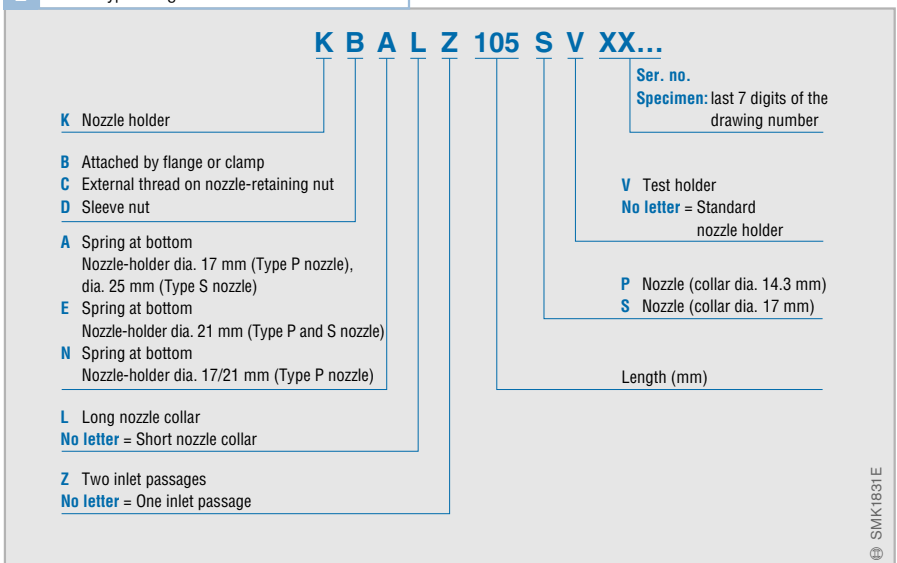 K B A L Z 105 S V XX...
Ser. no.
Specimen: last 7 digits of the
drawing number
K Nozzle holder
B Attached by flange or clamp
C External thread on nozzle-retaining nut
D Sleeve nut
A Spring at bottom
Nozzle-holder dia. 17 mm (Type P nozzle),
dia. 25 mm (Type S nozzle)
E Spring at bottom
Nozzle-holder dia. 21 mm (Type P and S nozzle)
N Spring at bottom
Nozzle-holder dia. 17/21 mm (Type P nozzle)
L Long nozzle collar
No letter = Short nozzle collar
Z Two inlet passages
No letter = One inlet passage
V Test holder
No letter = Standard
nozzle holder
P Nozzle (collar dia. 14.3 mm)
S Nozzle (collar dia. 17 mm)
Length (mm)
SMK1831E